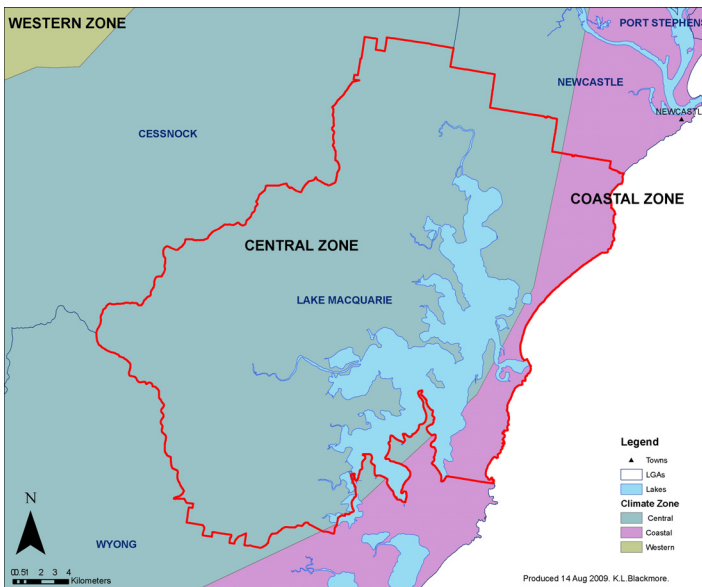 WESTERN ZONE
PORT STEPHENS
NEWCASTLE
NEWCASTLE
CESSNOCK
COASTAL ZONE
CENTRAL ZONE
LAKE MACQUARIE
WYONG
N
0 0.5 1 2 3 4
Kilometers
Legend
Towns
LGAs
Lakes
Climate Zone
Central
Coastal
Western
Produced 14 Aug 2009. K.L.Blackmore.